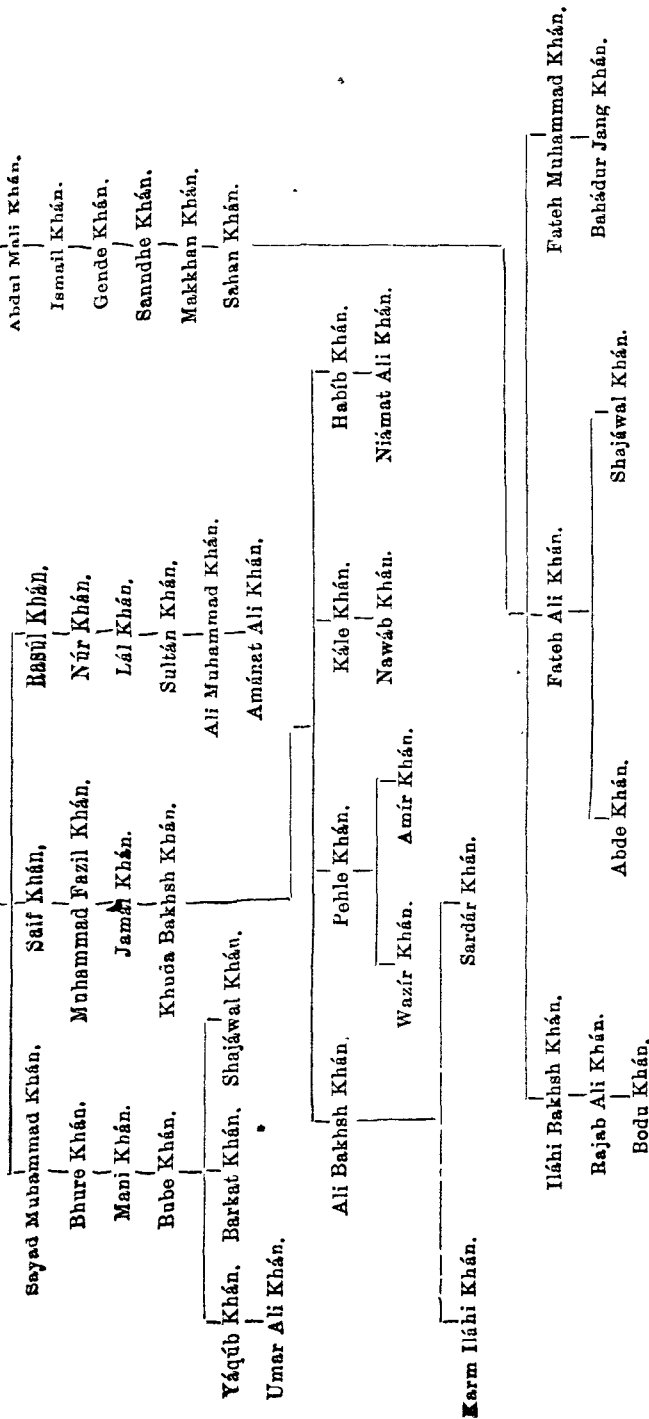 Abdul Mali Khán.
Ismail Khán.
Gende Khán.
Sanndhe Khán.
Makkhan Khán.
Sahan Khán.
Sayad Muhammad Khán.
Saif Khán,
Rasúl Khán.
Bhure Khán.
Muhammad Fazil Khán.
Núr Khán.
Mani Khán.
Jamál Khán.
Lál Khán.
Bube Khán.
Khuda Bakhsh Khán.
Sultán Khán.
Ali Muhammad Khán.
Amánat Ali Khán.
Yáqúb Khán.
Barkat Khán.
Shajáwal Khán.
Umar Ali Khán.
Ali Bakhsh Khán.
Pehle Khán.
Kále Khán.
Habíb Khán.
Wazír Khán.
Amír Khán.
Nawáb Khán.
Niámat Ali Khán.
Karm Iláhi Khán.
Sardár Khán.
Iláhi Bakhsh Khán.
Fateh Ali Khán.
Fateh Muhammad Khán.
Rajab Ali Khán.
Bahádur Jang Khán.
Bodu Khán.
Abde Khán.
Shajáwal Khán.